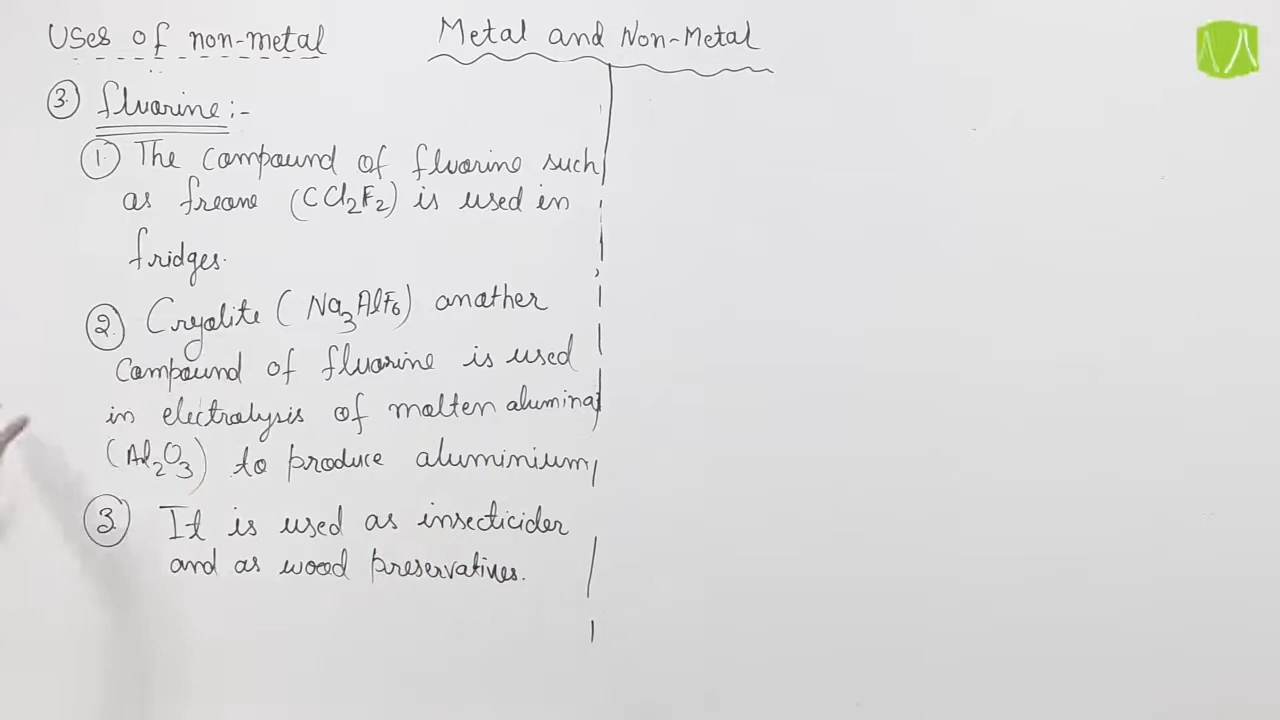 Uses of non-metal
Metal and Non-Metal
3. fluorine:-
1. The compound of fluorine such
as freone (CCl2F2) is used in
fridges.
2. Cryolite (Na3AlF6) another
compound of fluorine is used
in electrolysis of molten alumina
(Al2O3) to produce aluminium
3. It is used as insecticider
and as wood preservatives.